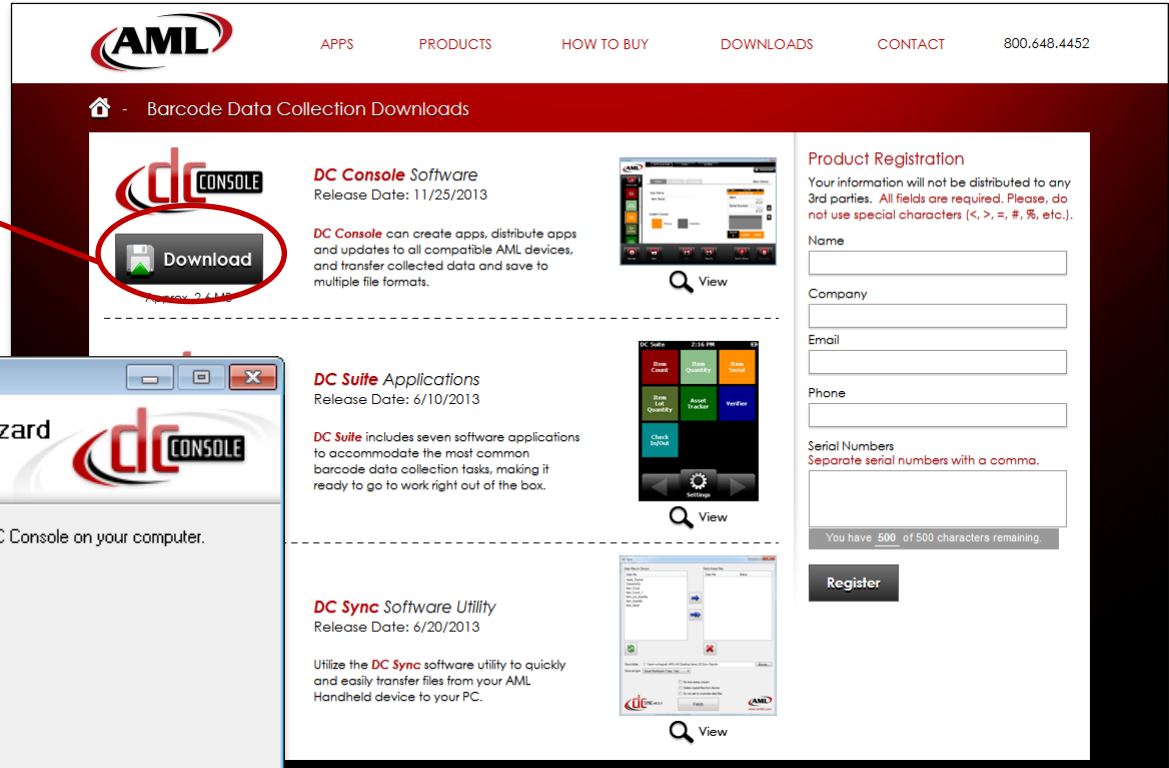 AML
APPS
PRODUCTS
HOW TO BUY
DOWNLOADS
CONTACT
800.648.4452
- Barcode Data Collection Downloads
dc CONSOLE
Download
Approx. 2.6 MB
DC Console Software
Release Date: 11/25/2013
DC Console can create apps, distribute apps
and updates to all compatible AML devices,
and transfer collected data and save to
multiple file formats.
View
zard
dc CONSOLE
C Console on your computer.
DC Suite Applications
Release Date: 6/10/2013
DC Suite includes seven software applications
to accommodate the most common
barcode data collection tasks, making it
ready to go to work right out of the box.
DC Suite
2:16 PM
Item
Count
Item
Quantity
Item
Serial
Item
Lot
Quantity
Asset
Tracker
Verifier
Check
In/Out
Settings
View
DC Sync Software Utility
Release Date: 6/20/2013
Utilize the DC Sync software utility to quickly
and easily transfer files from your AML
Handheld device to your PC.
Fetch
AML
View
Product Registration
Your information will not be distributed to any
3rd parties. All fields are required. Please, do
not use special characters (<, >, =, #, %, etc.).
Name
Company
Email
Phone
Serial Numbers
Separate serial numbers with a comma.
You have 500 of 500 characters remaining.
Register